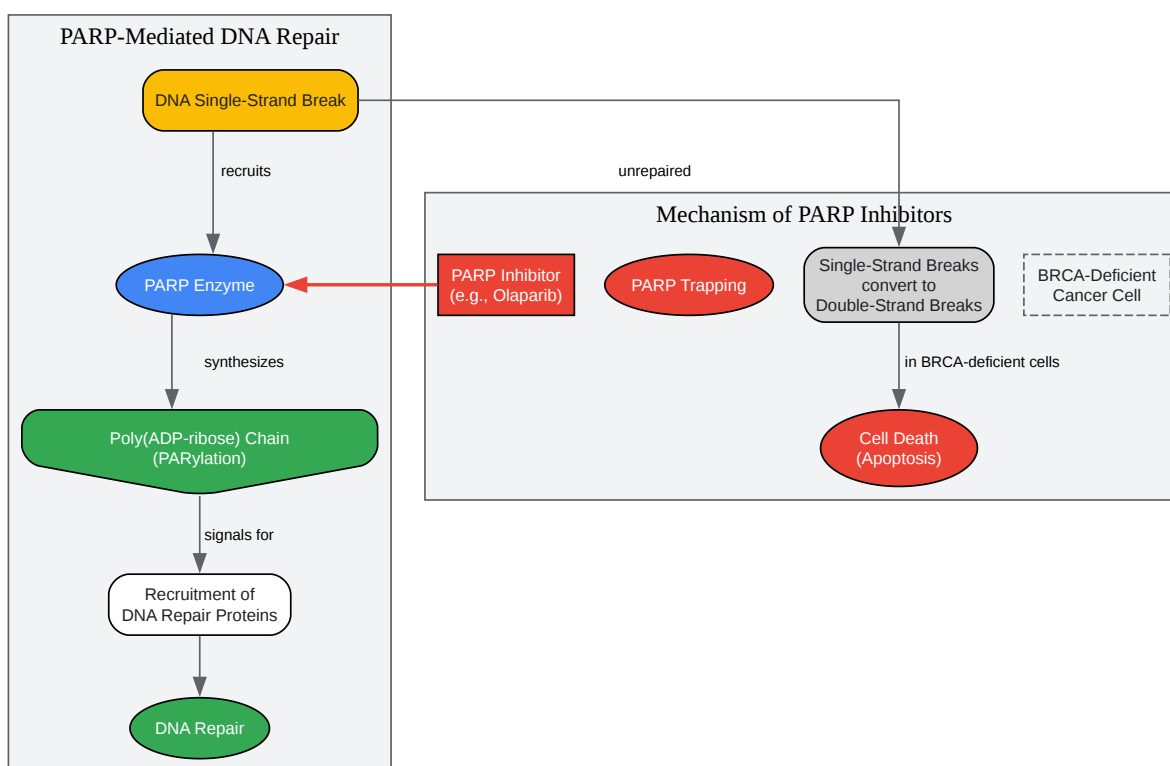 PARP-Mediated DNA Repair
DNA Single-Strand Break
recruits
unrepaired
Mechanism of PARP Inhibitors
PARP Enzyme
PARP Inhibitor
(e.g., Olaparib)
PARP Trapping
Single-Strand Breaks
convert to
Double-Strand Breaks
BRCA-Deficient
Cancer Cell
synthesizes
in BRCA-deficient cells
Poly(ADP-ribose) Chain
(PARylation)
Cell Death
(Apoptosis)
signals for
Recruitment of
DNA Repair Proteins
DNA Repair